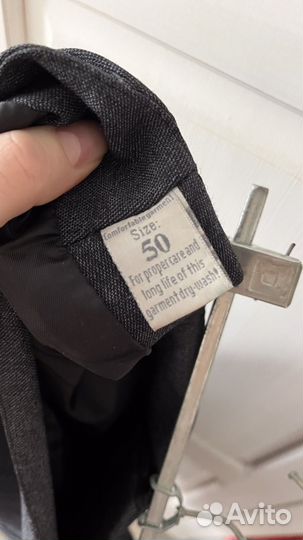 Comfortable garment
Size:
50
For proper care and
long life of this
garment dry-wash
Avito